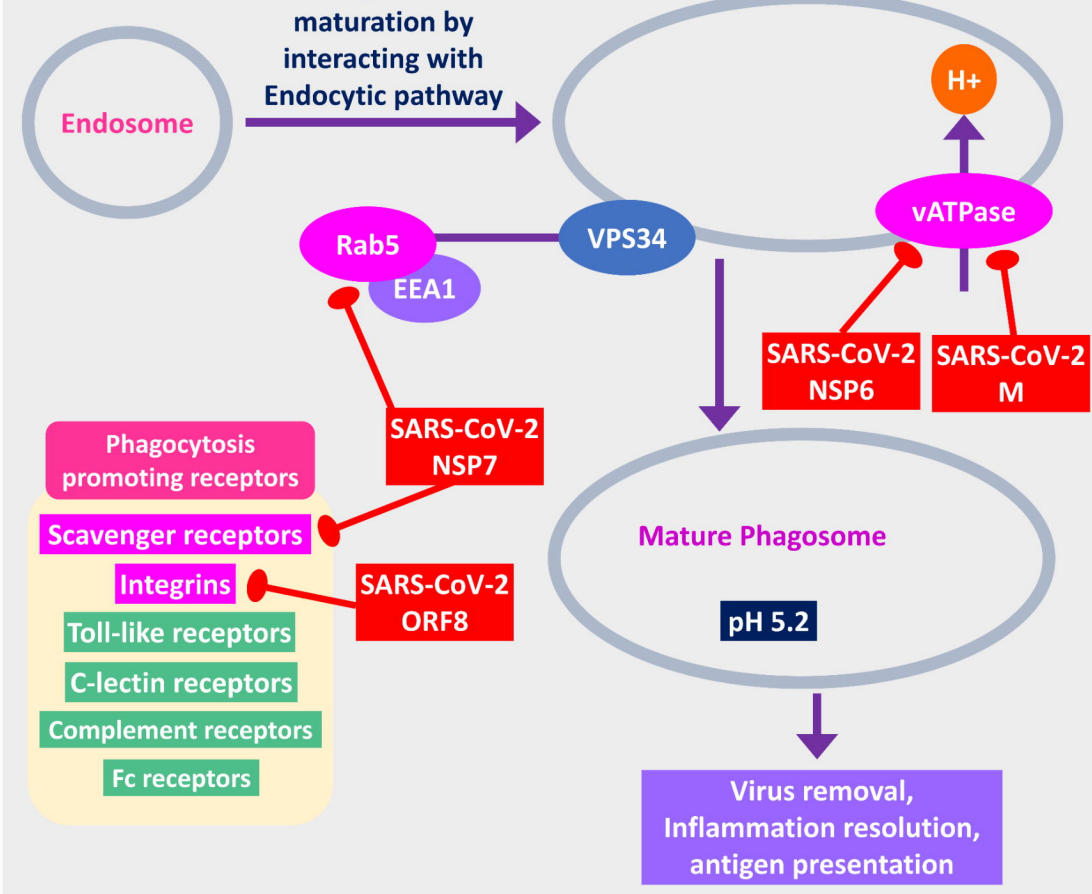 maturation by
interacting with
Endocytic pathway
Endosome
H+
vATPase
Rab5
VPS34
EEA1
SARS-CoV-2
NSP6
SARS-CoV-2
M
SARS-CoV-2
NSP7
Phagocytosis
promoting receptors
Scavenger receptors
Integrins
SARS-CoV-2
ORF8
Toll-like receptors
C-lectin receptors
Complement receptors
Fc receptors
Mature Phagosome
pH 5.2
Virus removal,
Inflammation resolution,
antigen presentation